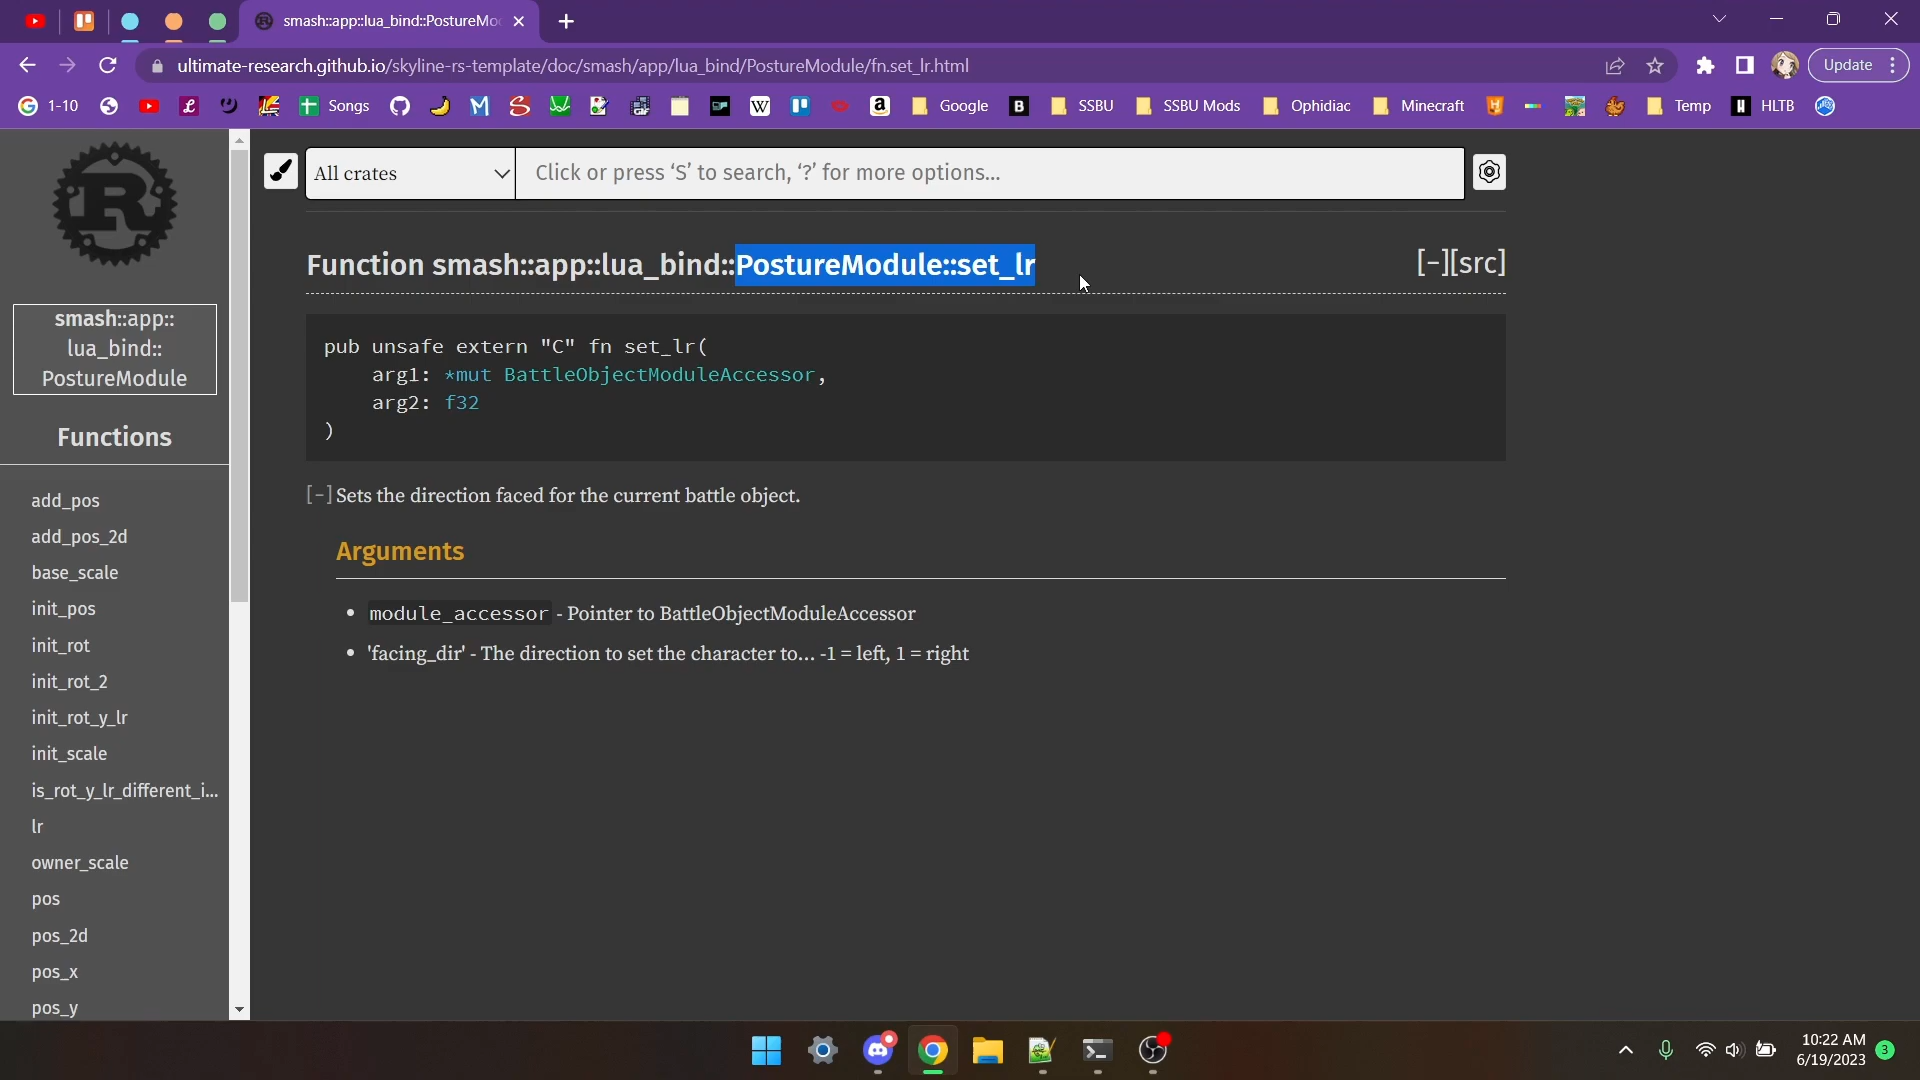 smash::app::lua_bind::PostureMo
Update
ultimate-research.github.io/skyline-rs-template/doc/smash/app/lua_bind/PostureModule/fn.set_lr.html
1-10
Songs
Google
SSBU
SSBU Mods
Ophidiac
Minecraft
Temp
HLTB
All crates
Click or press ‘S’ to search, ‘?’ for more options...
smash::app::
lua_bind::
PostureModule
Functions
add_pos
add_pos_2d
base_scale
init_pos
init_rot
init_rot_2
init_rot_y_lr
init_scale
is_rot_y_lr_different_i...
lr
owner_scale
pos
pos_2d
pos_x
pos_y
Function smash::app::lua_bind::PostureModule::set_lr
[-][src]
pub unsafe extern "C" fn set_lr(
arg1: *mut BattleObjectModuleAccessor,
arg2: f32
)
[-] Sets the direction faced for the current battle object.
Arguments
• module_accessor - Pointer to BattleObjectModuleAccessor
• 'facing_dir' - The direction to set the character to... -1 = left, 1 = right
10:22 AM
6/19/2023
3